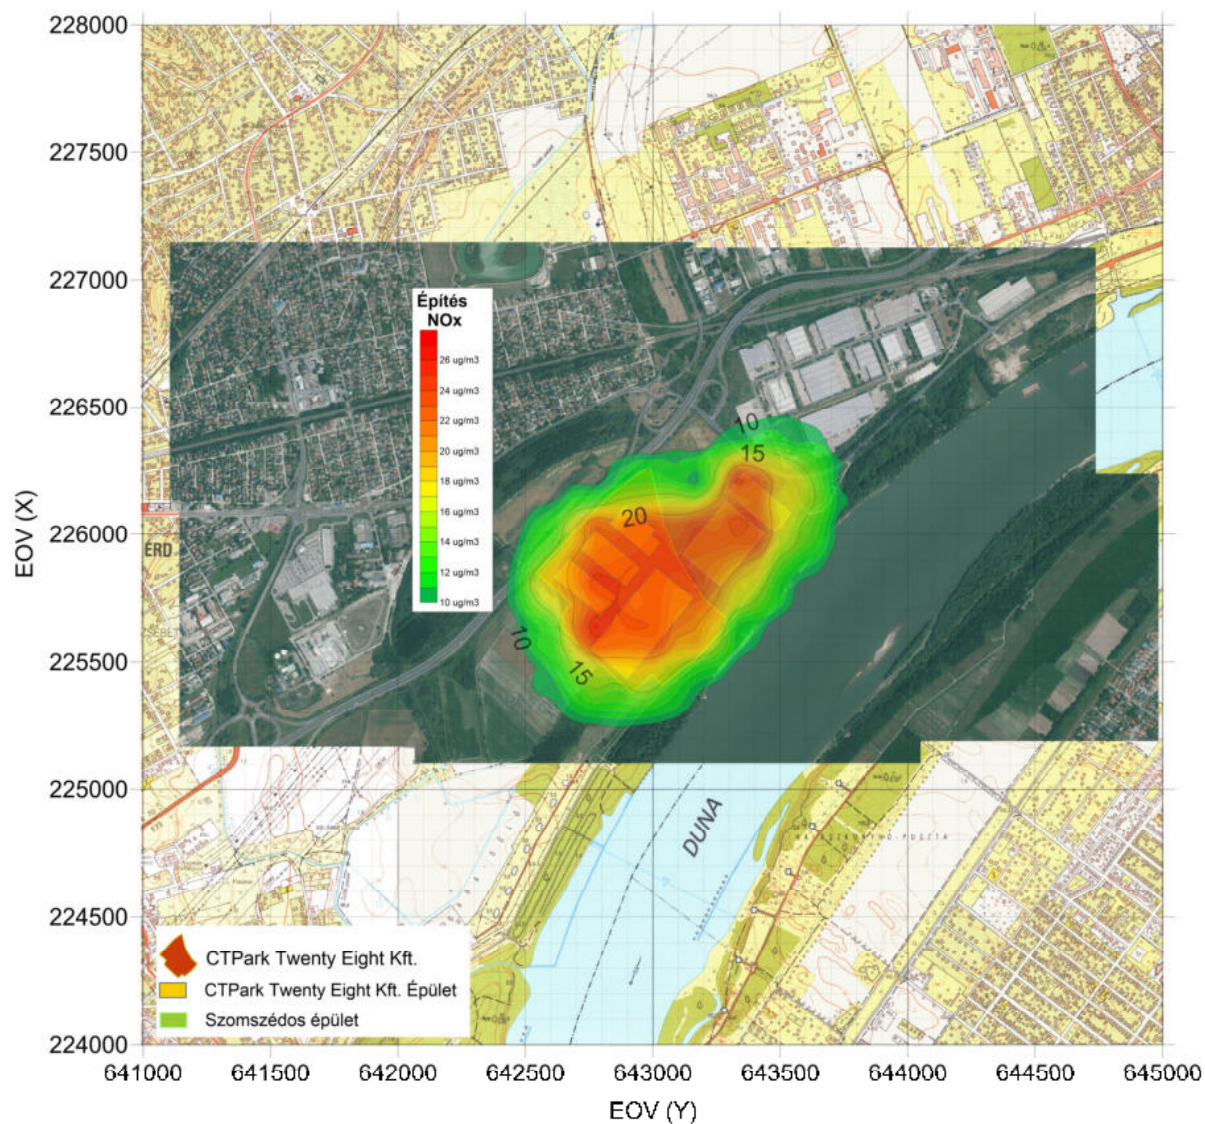 228000
227500
227000
226500
226000
225500
225000
224500
224000
EOV (X)
Építés
NOx
26 ug/m3
24 ug/m3
22 ug/m3
20 ug/m3
18 ug/m3
16 ug/m3
14 ug/m3
12 ug/m3
10 ug/m3
10
15
20
10
15
ÉRD
DUNA
CTPark Twenty Eight Kft.
CTPark Twenty Eight Kft. Épület
Szomszédos épület
641000 641500 642000 642500 643000 643500 644000 644500 645000
EOV (Y)